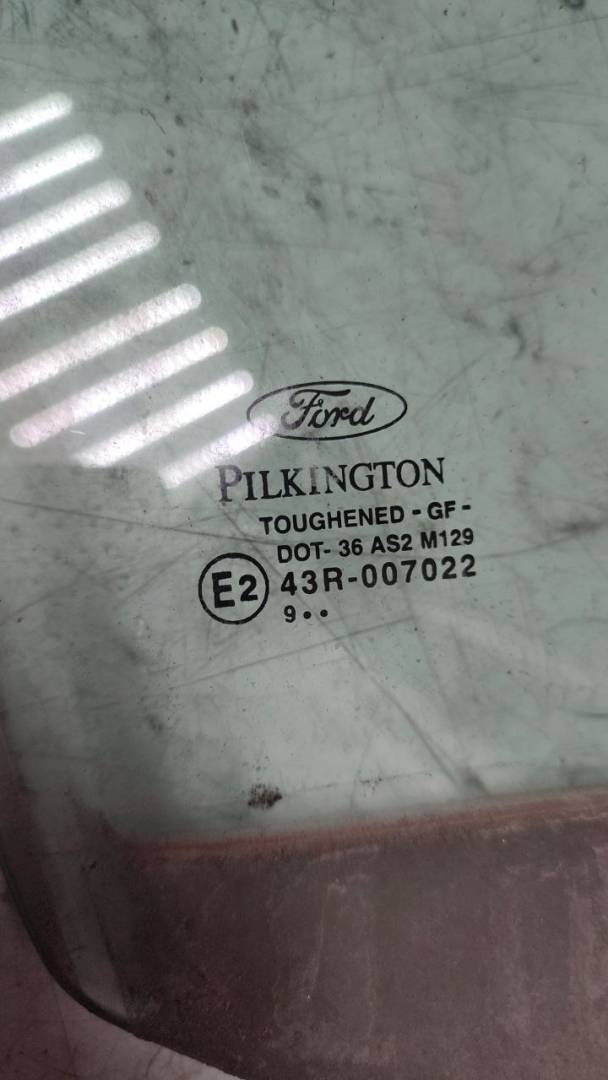 Ford
PILKINGTON
TOUGHENED - GF -
DOT- 36 AS2 M129
E2 43R-007022
9••